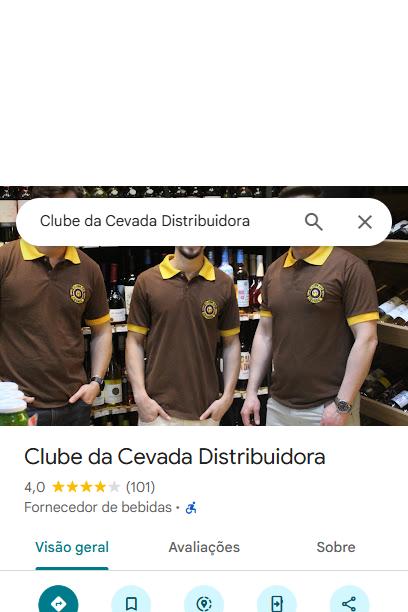 Clube da Cevada Distribuidora
Clube da Cevada Distribuidora
4,0 (101)
Fornecedor de bebidas ·
Visão geral Avaliações Sobre